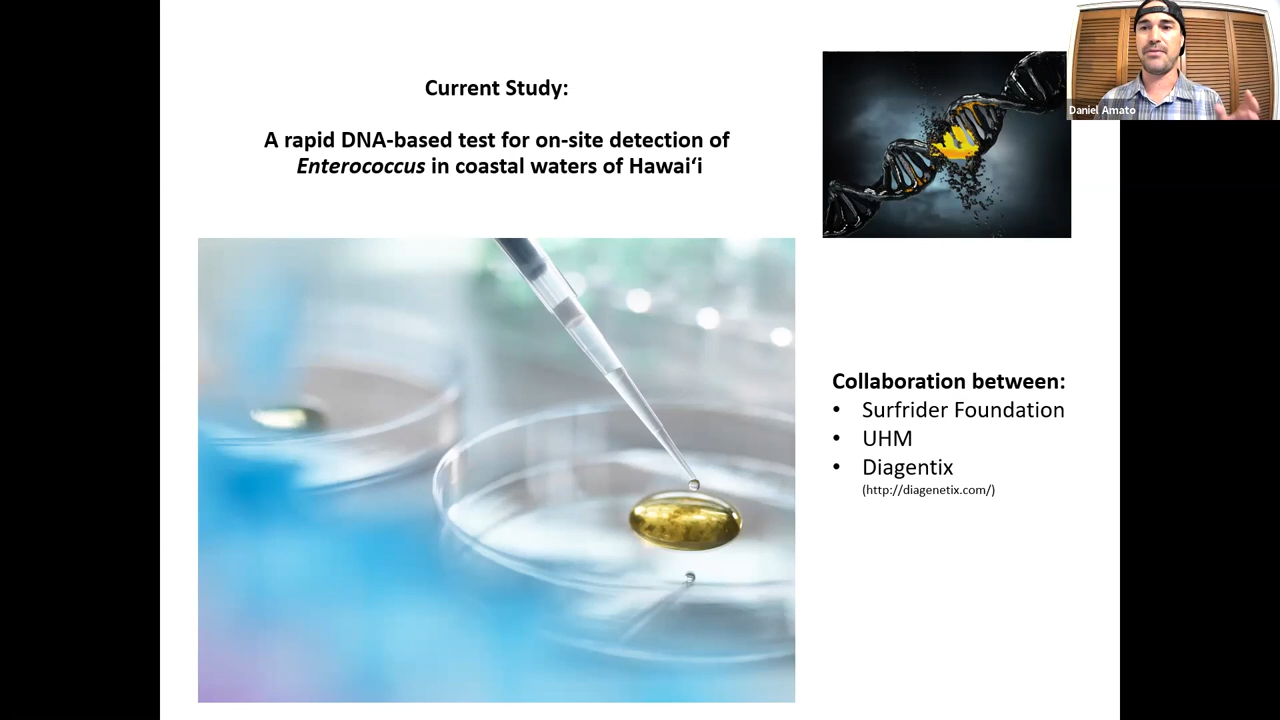 Current Study:
A rapid DNA-based test for on-site detection of
Enterococcus in coastal waters of Hawai‘i
Daniel Amato
Collaboration between:
• Surfrider Foundation
• UHM
• Diagentix
(http://diagenetix.com/)